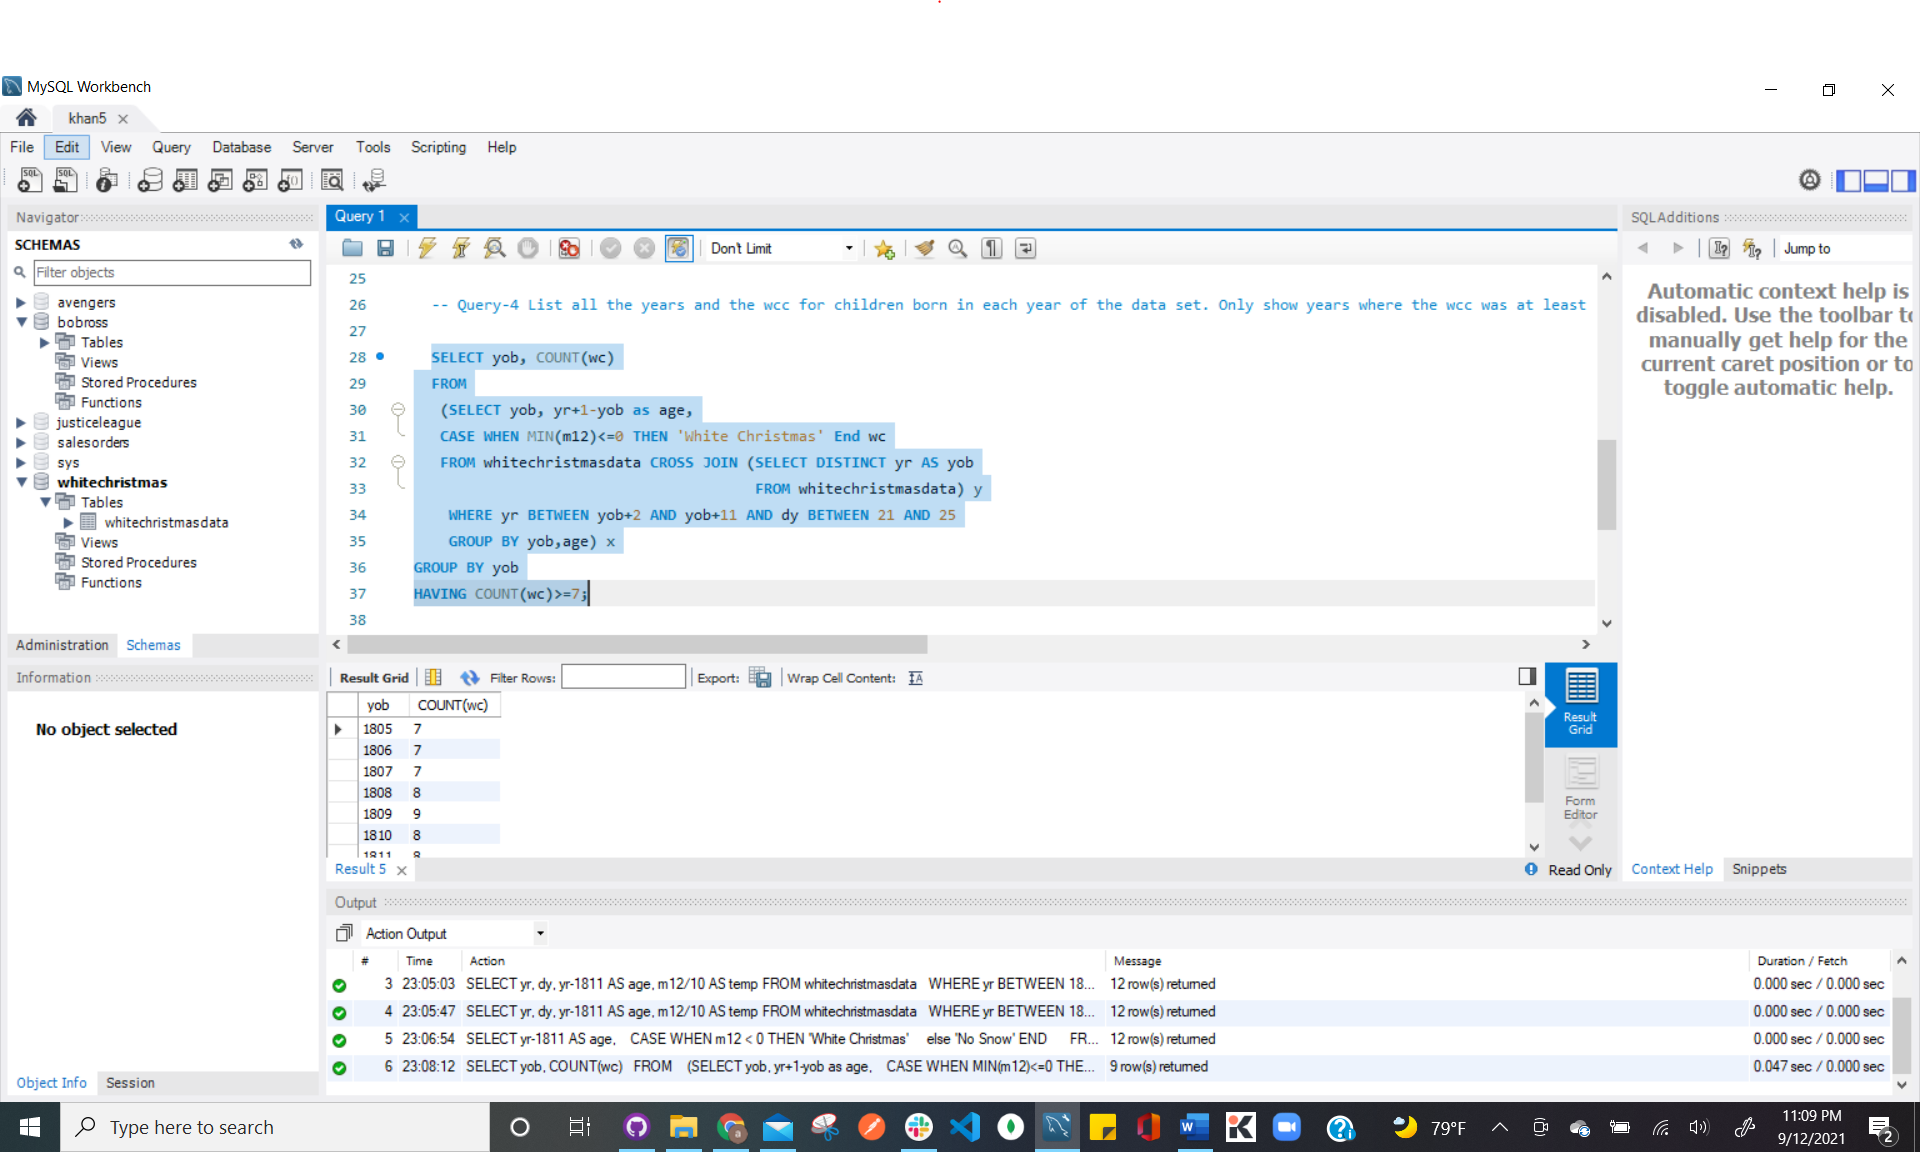 MySQL Workbench
khan5
File Edit View Query Database Server Tools Scripting Help
Navigator
SCHEMAS
Filter objects
avengers
bobross
Tables
Views
Stored Procedures
Functions
justiceleague
salesorders
sys
whitechristmas
Tables
whitechristmasdata
Views
Stored Procedures
Functions
Administration Schemas
Information
No object selected
Object Info Session
Query 1
Don't Limit
25
26 -- Query-4 List all the years and the wcc for children born in each year of the data set. Only show years where the wcc was at least
27
28 SELECT yob, COUNT(wc)
29 FROM
30 (SELECT yob, yr+1-yob as age,
31 CASE WHEN MIN(m12)<=0 THEN 'White Christmas' End wc
32 FROM whitechristmasdata CROSS JOIN (SELECT DISTINCT yr AS yob
33 FROM whitechristmasdata) y
34 WHERE yr BETWEEN yob+2 AND yob+11 AND dy BETWEEN 21 AND 25
35 GROUP BY yob,age) x
36 GROUP BY yob
37 HAVING COUNT(wc)>=7;
38
Result Grid Filter Rows: Export: Wrap Cell Content:
yob COUNT(wc)
1805 7
1806 7
1807 7
1808 8
1809 9
1810 8
1811 8
Result Grid
Form Editor
Result 5
Read Only
SQLAdditions
Jump to
Automatic context help is
disabled. Use the toolbar to
manually get help for the
current caret position or to
toggle automatic help.
Context Help Snippets
Output
Action Output
# Time Action Message Duration / Fetch
3 23:05:03 SELECT yr, dy, yr-1811 AS age, m12/10 AS temp FROM whitechristmasdata WHERE yr BETWEEN 18... 12 row(s) returned 0.000 sec / 0.000 sec
4 23:05:47 SELECT yr, dy, yr-1811 AS age, m12/10 AS temp FROM whitechristmasdata WHERE yr BETWEEN 18... 12 row(s) returned 0.000 sec / 0.000 sec
5 23:06:54 SELECT yr-1811 AS age, CASE WHEN m12 < 0 THEN 'White Christmas' else 'No Snow' END FR... 12 row(s) returned 0.000 sec / 0.000 sec
6 23:08:12 SELECT yob, COUNT(wc) FROM (SELECT yob, yr+1-yob as age, CASE WHEN MIN(m12)<=0 THE... 9 row(s) returned 0.047 sec / 0.000 sec
Type here to search
79°F
11:09 PM
9/12/2021
2